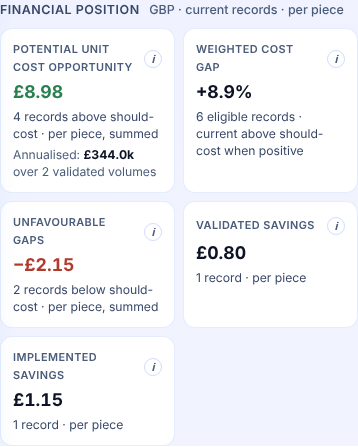 FINANCIAL POSITION GBP · current records · per piece
POTENTIAL UNIT
COST OPPORTUNITY i
£8.98
4 records above should-
cost · per piece, summed
Annualised: £344.0k
over 2 validated volumes
WEIGHTED COST
GAP i
+8.9%
6 eligible records ·
current above should-
cost when positive
UNFAVOURABLE
GAPS i
−£2.15
2 records below should-
cost · per piece, summed
VALIDATED SAVINGS i
£0.80
1 record · per piece
IMPLEMENTED
SAVINGS i
£1.15
1 record · per piece